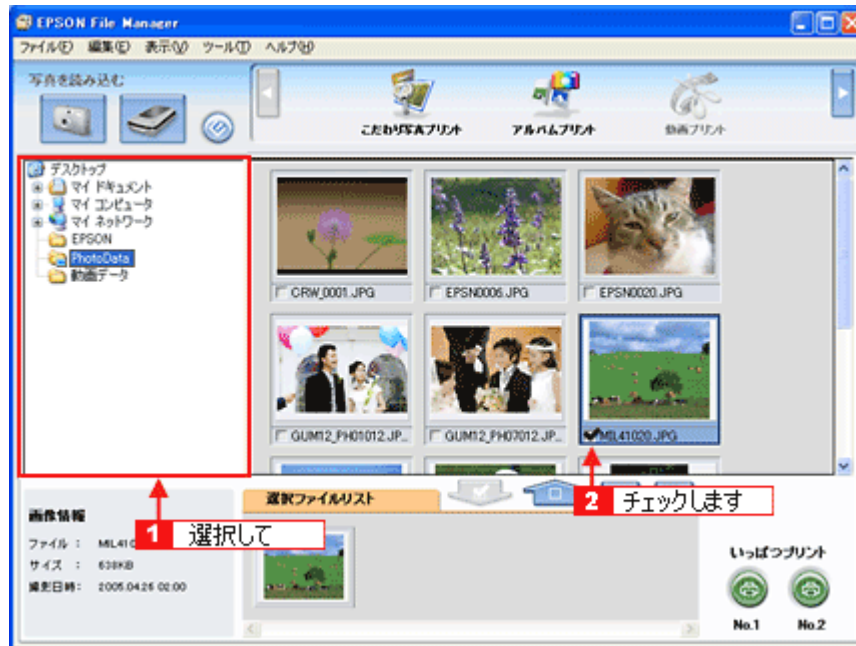 EPSON File Manager
ファイル(F) 編集(E) 表示(V) ツール(T) ヘルプ(H)
写真を読み込む
こだわり写真プリント
アルバムプリント
動画プリント
デスクトップ
マイ ドキュメント
マイ コンピュータ
マイ ネットワーク
EPSON
PhotoData
動画データ
CRW_0001.JPG
EPSN0006.JPG
EPSN0020.JPG
GUM12_PH01012.JP...
GUM12_PH07012.JP...
MIL41020.JPG
1 選択して
2 チェックします
選択ファイルリスト
画像情報
ファイル : MIL410
サイズ : 638KB
撮影日時: 2005.04.26 02:00
いっぱつプリント
No.1 No.2